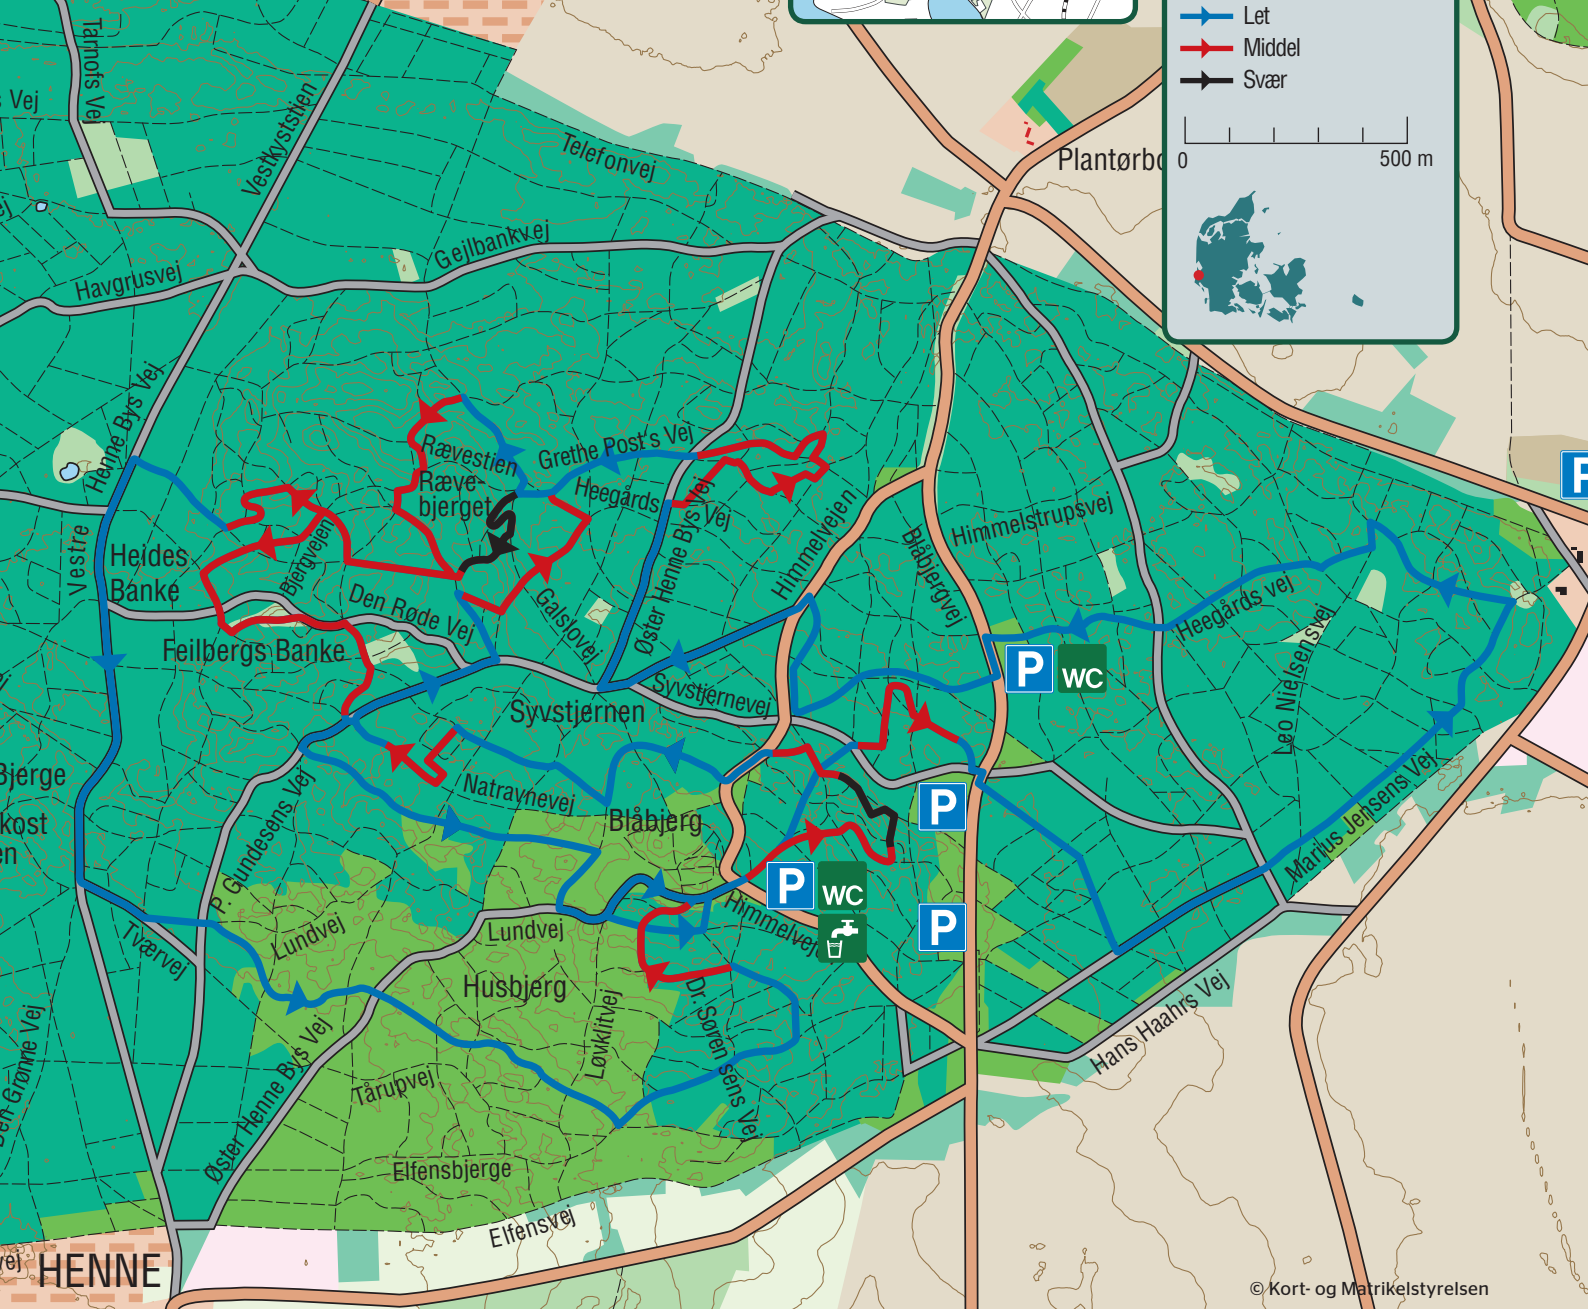 Let
Middel
Svær
0
500 m
Tarnofs Vej
Vej
Vestkyststien
Telefonvej
Plantørbo
Gejlbankvej
Havgrusvej
Henne Bys Vej
Rævestien
Grethe Post's Vej
Ræve-
bjerget
Heegårds
Vej
Himmelstrupsvej
Himmelvejen
Blåbjergvej
Vestre
Heides
Banke
Bjergvejen
Den Røde Vej
Galsjovej
Øster Henne Bys Vej
Heegårds vej
Leo Nielsensvej
Feilbergs Banke
Syvstjernevej
Syvstjernen
P
WC
P
Bjerge
kost
en
Natravnevej
Blåbjerg
P
Marius Jensens Vej
P. Gundesens Vej
P
WC
P
Himmelvej
Lundvej
Lundvej
Tværvej
Husbjerg
Løvklitvej
Dr. Sørensens Vej
Hans Haahrs Vej
Den Grønne Vej
Øster Henne Bys Vej
Tårupvej
Elfensbjerge
Elfensvej
HENNE
© Kort- og Matrikelstyrelsen